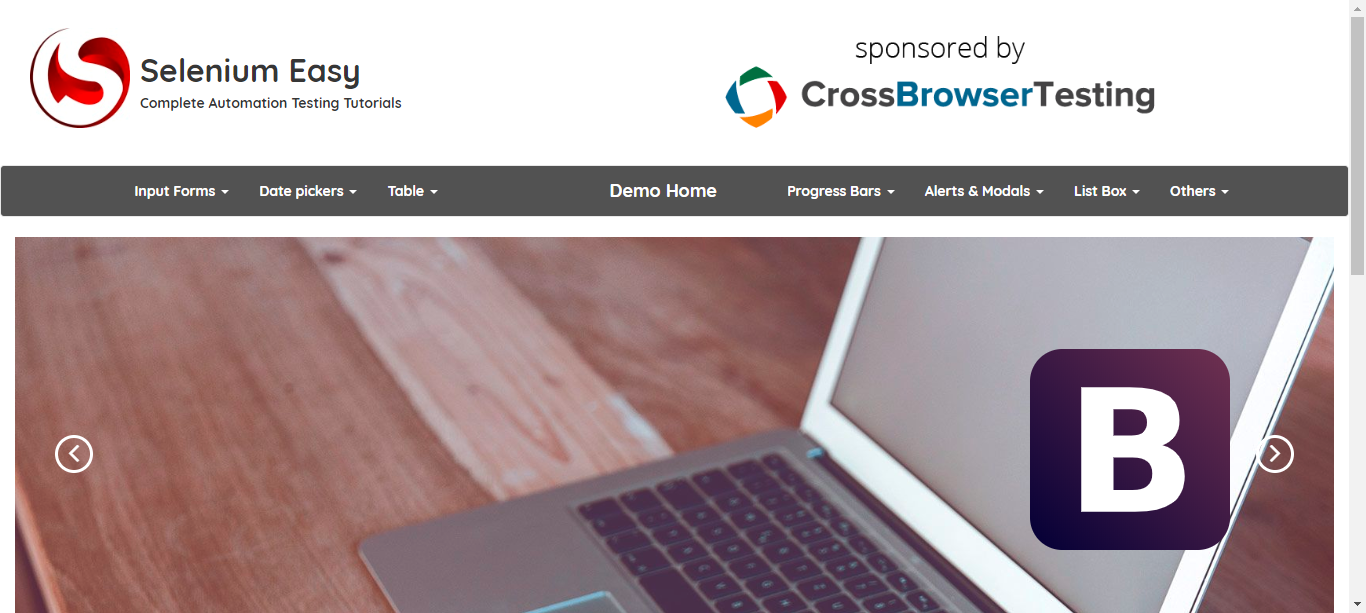 Selenium Easy
Complete Automation Testing Tutorials
sponsored by
CrossBrowserTesting
Input Forms Date pickers Table Demo Home Progress Bars Alerts & Modals List Box Others
B